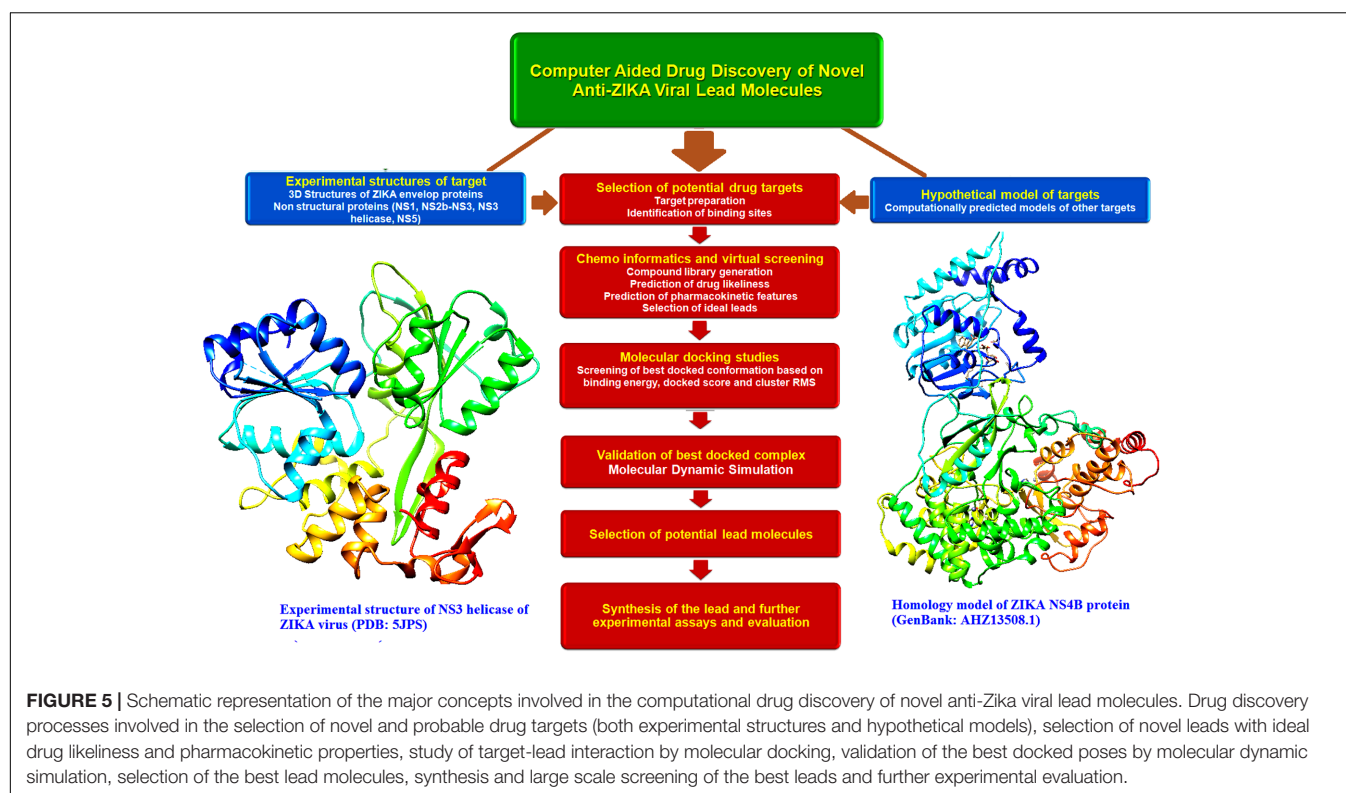 Computer Aided Drug Discovery of Novel
Anti-ZIKA Viral Lead Molecules
Experimental structures of target
3D Structures of ZIKA envelop proteins
Non structural proteins (NS1, NS2b-NS3, NS3
helicase, NS5)
Selection of potential drug targets
Target preparation
Identification of binding sites
Hypothetical model of targets
Computationally predicted models of other targets
Chemo informatics and virtual screening
Compound library generation
Prediction of drug likeliness
Prediction of pharmacokinetic features
Selection of ideal leads
Molecular docking studies
Screening of best docked conformation based on
binding energy, docked score and cluster RMS
Validation of best docked complex
Molecular Dynamic Simulation
Selection of potential lead molecules
Synthesis of the lead and further
experimental assays and evaluation
Experimental structure of NS3 helicase of
ZIKA virus (PDB: 5JPS)
Homology model of ZIKA NS4B protein
(GenBank: AHZ13508.1)
FIGURE 5 | Schematic representation of the major concepts involved in the computational drug discovery of novel anti-Zika viral lead molecules. Drug discovery
processes involved in the selection of novel and probable drug targets (both experimental structures and hypothetical models), selection of novel leads with ideal
drug likeliness and pharmacokinetic properties, study of target-lead interaction by molecular docking, validation of the best docked poses by molecular dynamic
simulation, selection of the best lead molecules, synthesis and large scale screening of the best leads and further experimental evaluation.